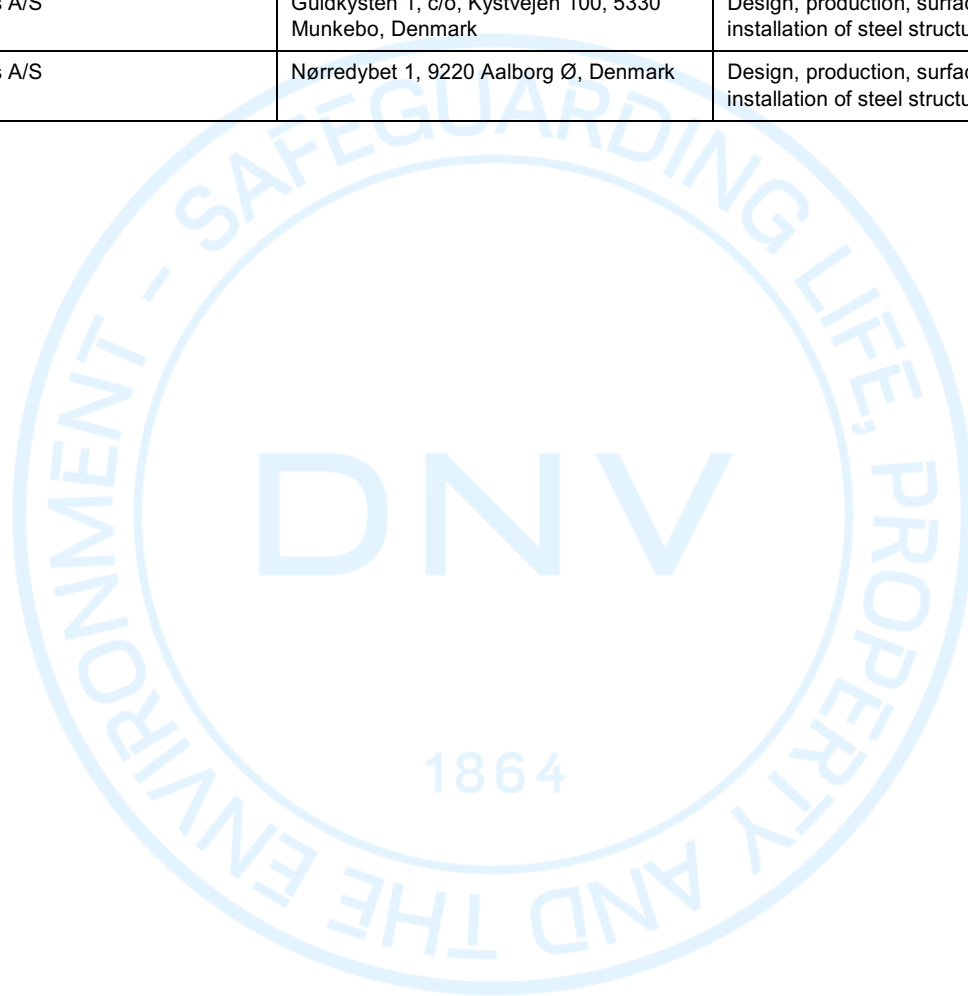 s A/S
Guldkysten 1, c/o, Kystvejen 100, 5330
Munkebo, Denmark
Design, production, surfac
installation of steel structu
s A/S
Nørredybet 1, 9220 Aalborg Ø, Denmark
Design, production, surfac
installation of steel structu
SAFEGUARDING LIFE, PROPERTY AND THE ENVIRONMENT -
DNV
1864